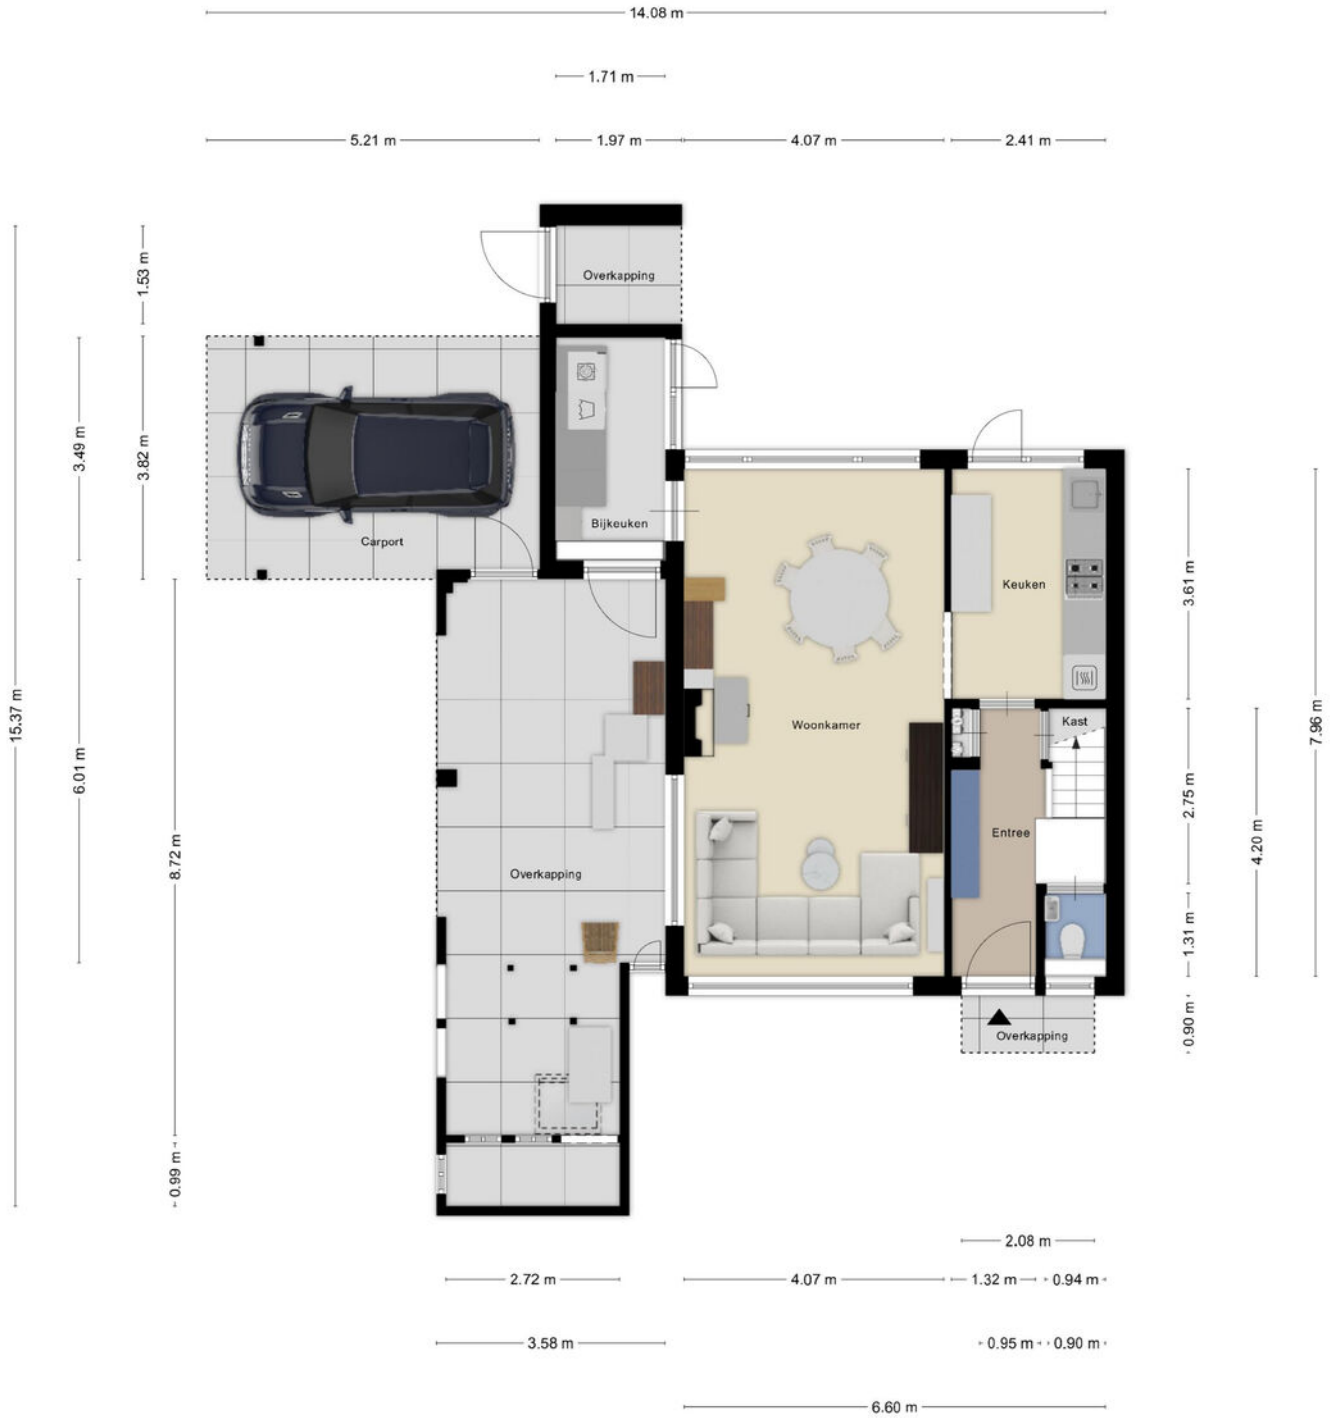 14.08 m
1.71 m
5.21 m
1.97 m
4.07 m
2.41 m
1.53 m
Overkapping
3.49 m
3.82 m
Carport
Bijkeuken
Keuken
3.61 m
15.37 m
6.01 m
8.72 m
Woonkamer
Kast
7.96 m
2.75 m
4.20 m
Entree
Overkapping
1.31 m
0.90 m
Overkapping
0.99 m
2.08 m
2.72 m
4.07 m
1.32 m
0.94 m
3.58 m
0.95 m
0.90 m
6.60 m